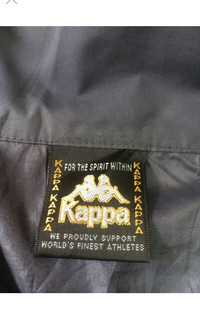 FOR THE SPIRIT WITHIN
KAPPA KAPPA
Kappa
KAPPA KAPPA
WE PROUDLY SUPPORT
WORLD'S FINEST ATHLETES